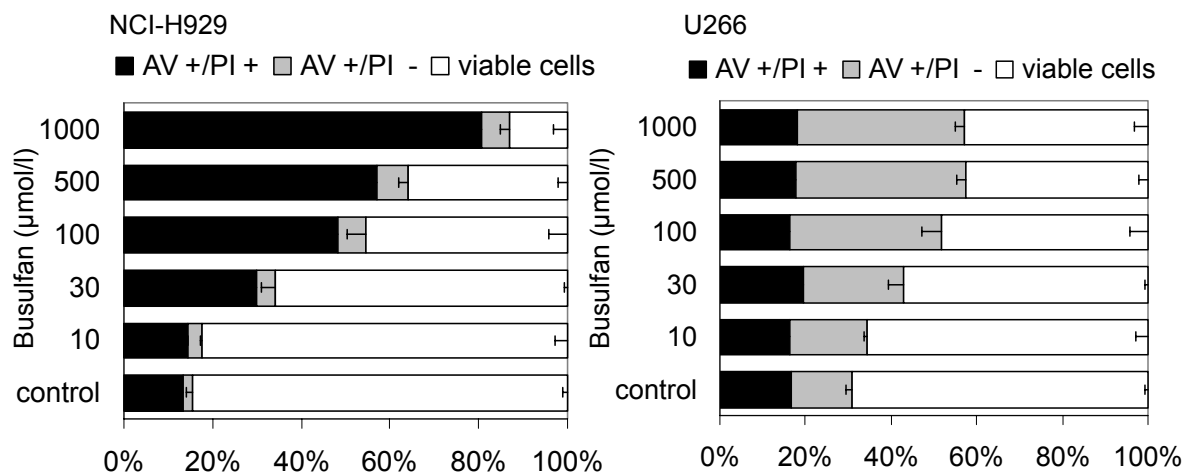 NCI-H929
AV +/PI + AV +/PI - viable cells
Busulfan (µmol/l)
1000
500
100
30
10
control
0% 20% 40% 60% 80% 100%
U266
AV +/PI + AV +/PI - viable cells
Busulfan (µmol/l)
1000
500
100
30
10
control
0% 20% 40% 60% 80% 100%